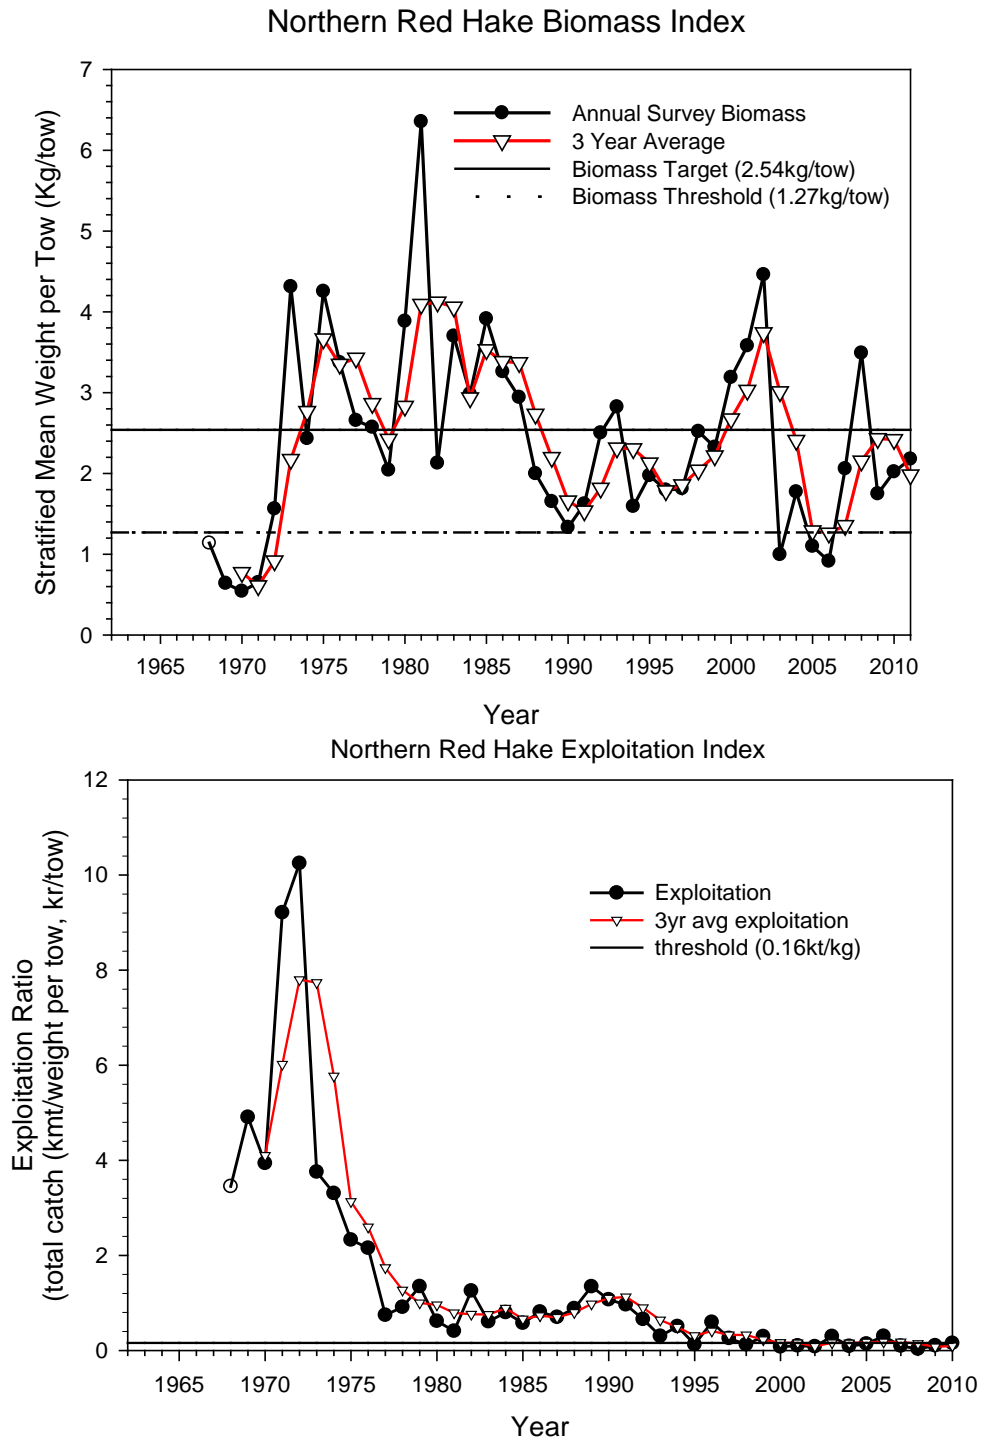 Northern Red Hake Biomass Index
7
6
5
4
3
2
1
0
Stratified Mean Weight per Tow (Kg/tow)
Annual Survey Biomass
3 Year Average
Biomass Target (2.54kg/tow)
Biomass Threshold (1.27kg/tow)
1965 1970 1975 1980 1985 1990 1995 2000 2005 2010
Year
Northern Red Hake Exploitation Index
12
10
8
6
4
2
0
Exploitation Ratio
(total catch (kmt/weight per tow, kr/tow)
Exploitation
3yr avg exploitation
threshold (0.16kt/kg)
1965 1970 1975 1980 1985 1990 1995 2000 2005 2010
Year